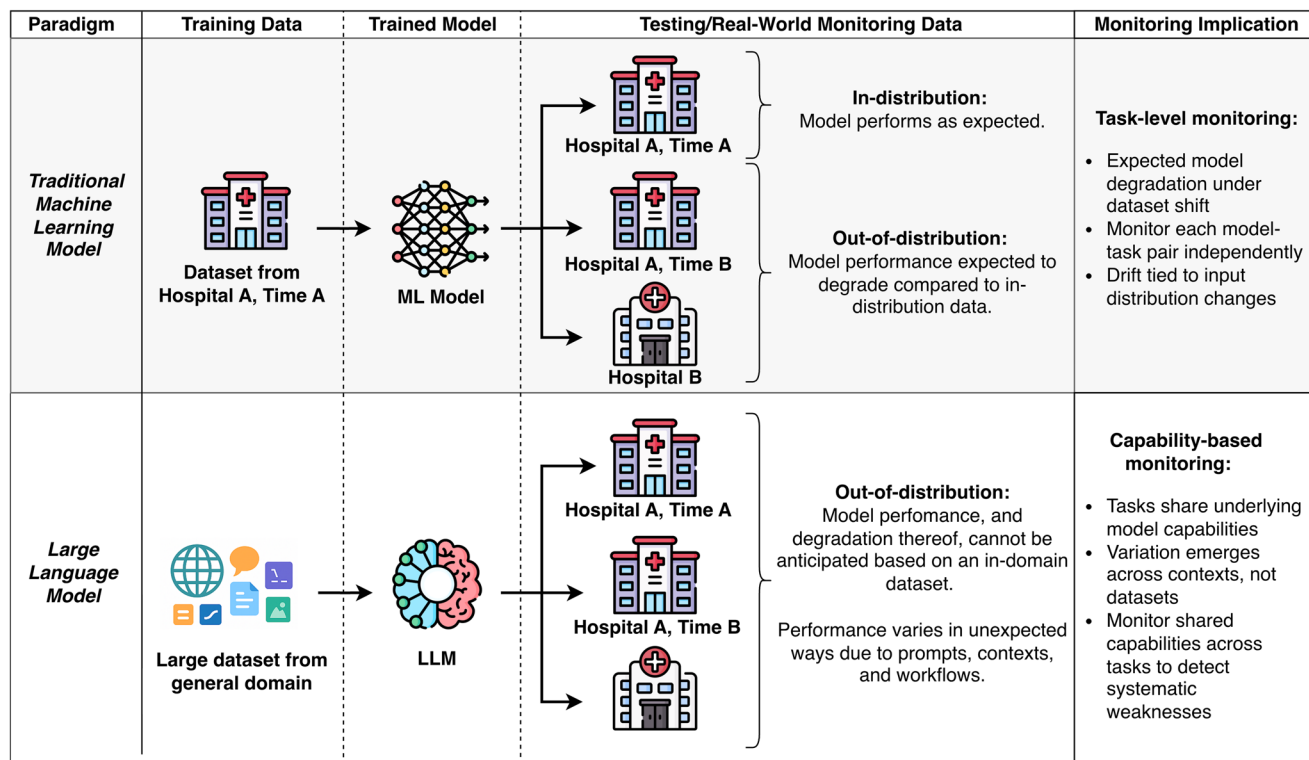 Paradigm
Training Data
Trained Model
Testing/Real-World Monitoring Data
Monitoring Implication
Traditional
Machine
Learning
Model
Dataset from
Hospital A, Time A
ML Model
Hospital A, Time A
Hospital A, Time B
Hospital B
In-distribution:
Model performs as expected.
Out-of-distribution:
Model performance expected to
degrade compared to in-
distribution data.
Task-level monitoring:
• Expected model
degradation under
dataset shift
• Monitor each model-
task pair independently
• Drift tied to input
distribution changes
Large
Language
Model
Large dataset from
general domain
LLM
Hospital A, Time A
Hospital A, Time B
Out-of-distribution:
Model perfomance, and
degradation thereof, cannot be
anticipated based on an in-domain
dataset.
Performance varies in unexpected
ways due to prompts, contexts,
and workflows.
Capability-based
monitoring:
• Tasks share underlying
model capabilities
• Variation emerges
across contexts, not
datasets
• Monitor shared
capabilities across
tasks to detect
systematic
weaknesses